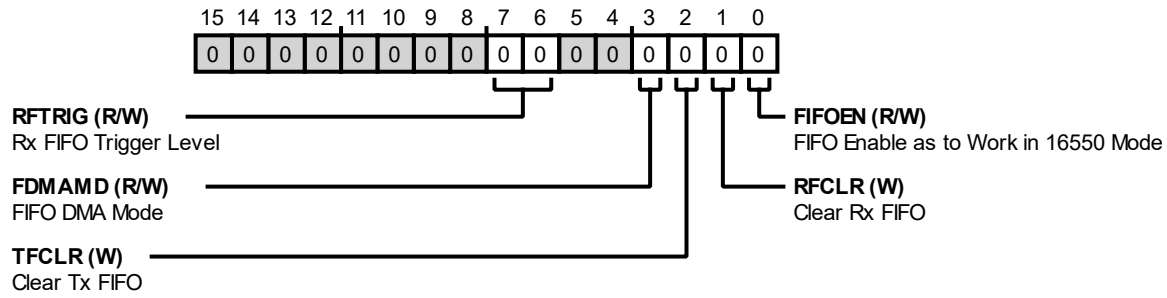 15 14 13 12 11 10 9 8 7 6 5 4 3 2 1 0
0 0 0 0 0 0 0 0 0 0 0 0 0 0 0 0
RFTRIG (R/W)
Rx FIFO Trigger Level
FDMAMD (R/W)
FIFO DMA Mode
TFCLR (W)
Clear Tx FIFO
FIFOEN (R/W)
FIFO Enable as to Work in 16550 Mode
RFCLR (W)
Clear Rx FIFO